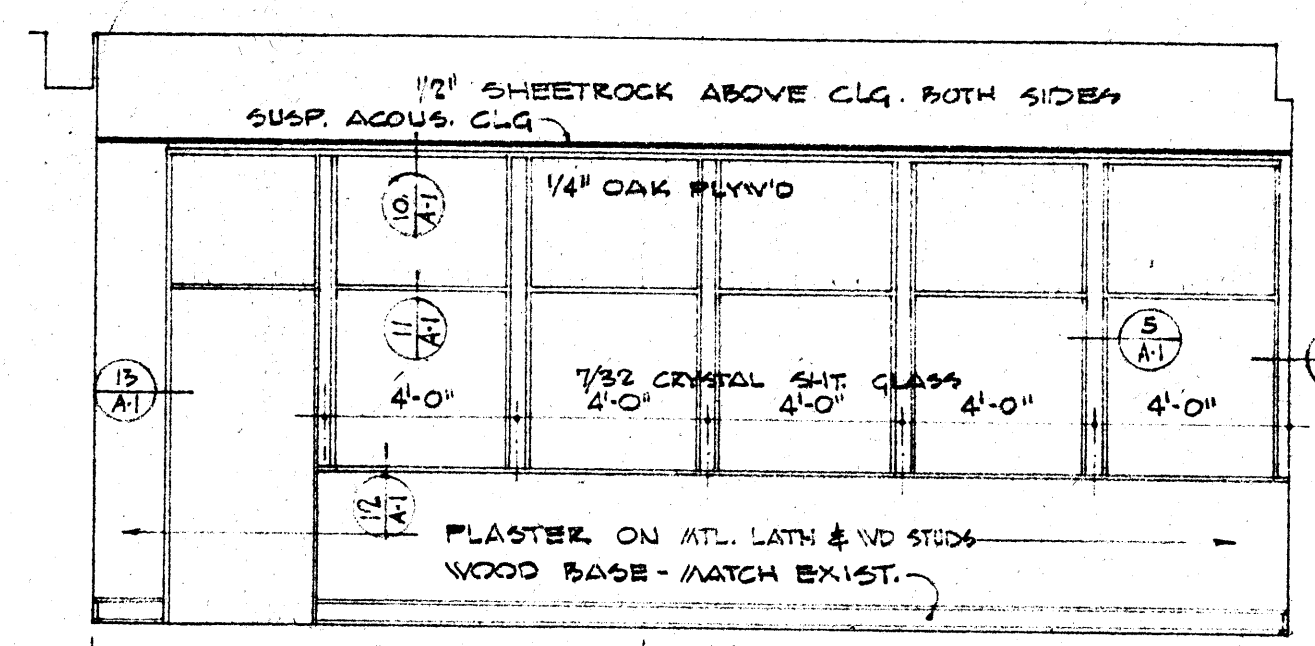 1/2" SHEETROCK ABOVE CLG. BOTH SIDES
SUSP. ACOUS. CLG
1/4" OAK PLYW'D
10
A-1
11
A-1
5
A-1
13
A-1
7/32 CRYSTAL SHT. GLASS
4'-0" 4'-0" 4'-0" 4'-0" 4'-0"
12
A-1
PLASTER ON MTL. LATH & WD STUDS
WOOD BASE - MATCH EXIST.